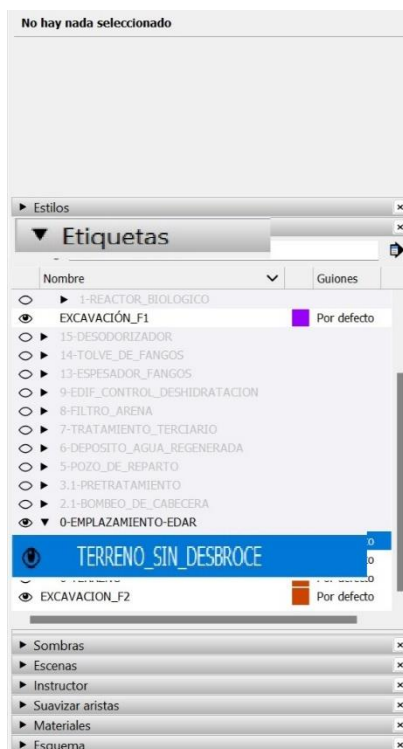 No hay nada seleccionado
Estilos
Etiquetas
Nombre Guiones
1-REACTOR_BIOLOGICO
EXCAVACIÓN_F1 Por defecto
15-DESODORIZADOR
14-TOLVE_DE_FANGOS
13-ESPESADOR_FANGOS
9-EDIF_CONTROL_DESHIDRATACION
8-FILTRO_ARENA
7-TRATAMIENTO_TERCIARIO
6-DEPOSITO_AGUA_REGENERADA
5-POZO_DE_REPARTO
3.1-PRETRATAMIENTO
2.1-BOMBEO_DE_CABECERA
0-EMPLAZAMIENTO-EDAR
TERRENO_SIN_DESBROCE
EXCAVACION_F2 Por defecto
Sombras
Escenas
Instructor
Suavizar aristas
Materiales
Esquema